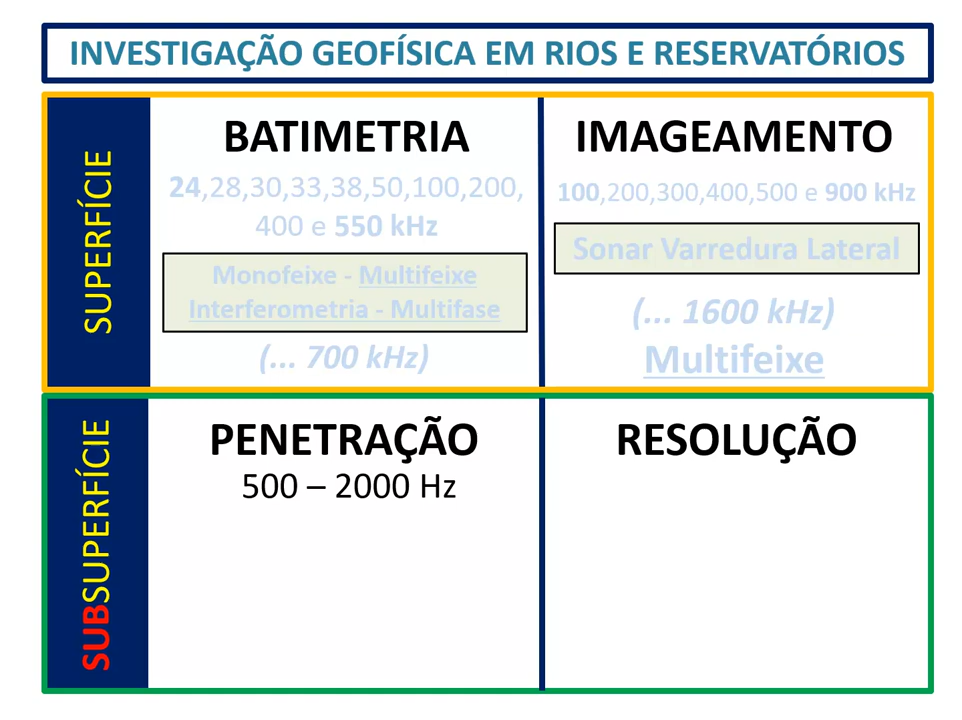 INVESTIGAÇÃO GEOFÍSICA EM RIOS E RESERVATÓRIOS
SUPERFÍCIE
BATIMETRIA
24,28,30,33,38,50,100,200,
400 e 550 kHz
Monofeixe - Multifeixe
Interferometria - Multifase
(... 700 kHz)
IMAGEAMENTO
100,200,300,400,500 e 900 kHz
Sonar Varredura Lateral
(... 1600 kHz)
Multifeixe
SUBSUPERFÍCIE
PENETRAÇÃO
500 – 2000 Hz
RESOLUÇÃO